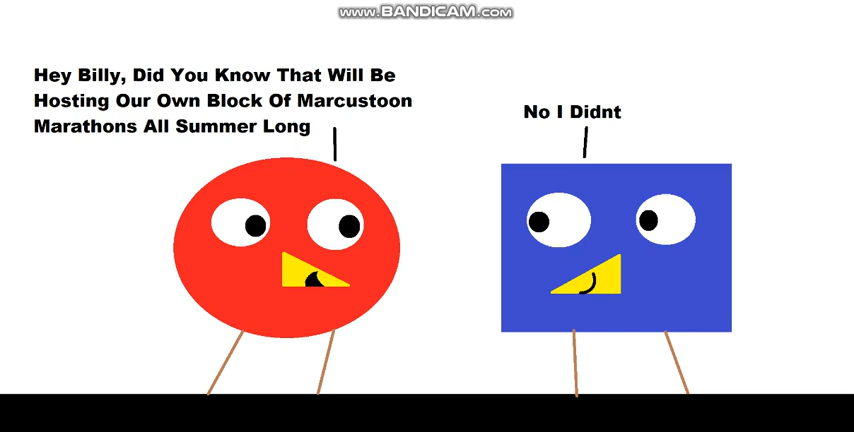 www.BANDICAM.com
Hey Billy, Did You Know That Will Be
Hosting Our Own Block Of Marcustoon
Marathons All Summer Long
No I Didnt